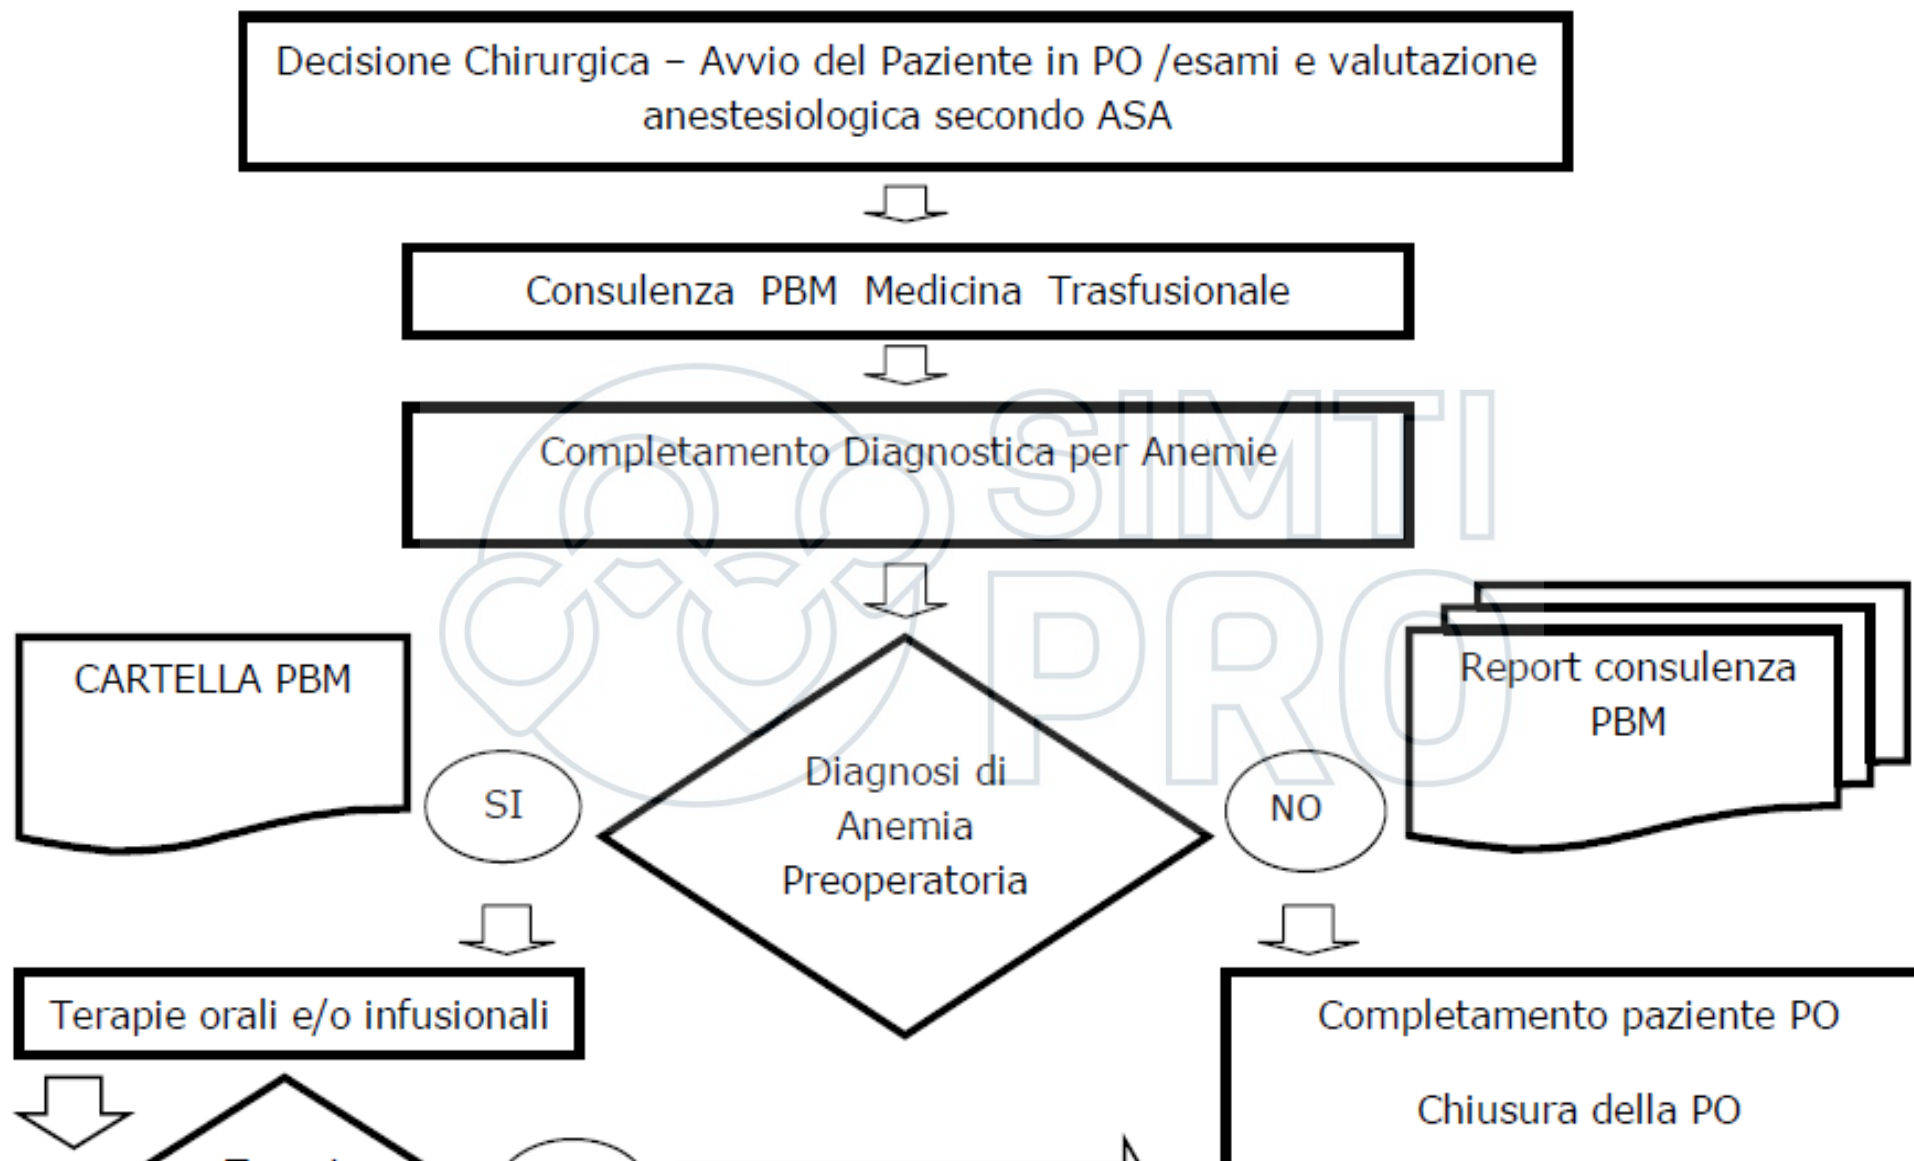 Decisione Chirurgica – Avvio del Paziente in PO /esami e valutazione
anestesiologica secondo ASA
Consulenza PBM Medicina Trasfusionale
Completamento Diagnostica per Anemie
SIMTI
PRO
CARTELLA PBM
Report consulenza
PBM
SI
Diagnosi di
Anemia
Preoperatoria
NO
Terapie orali e/o infusionali
Completamento paziente PO
Chiusura della PO